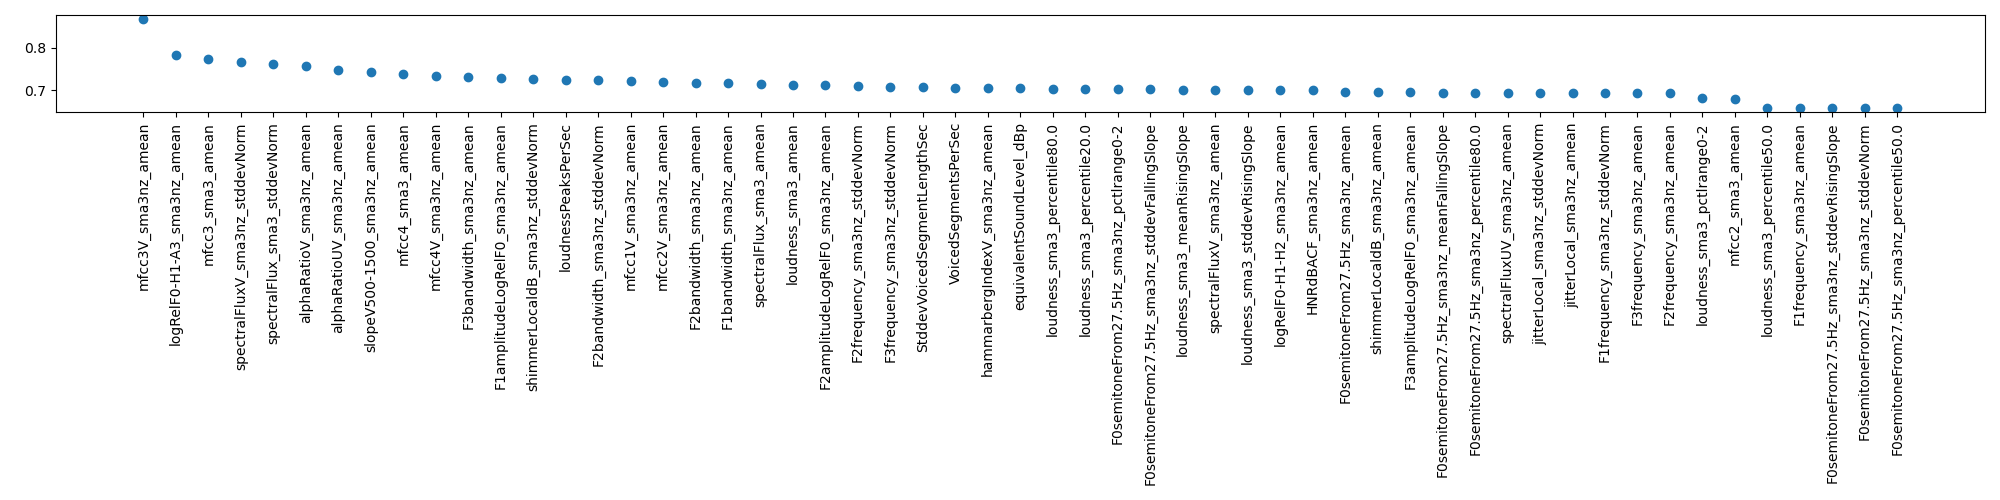 0.8
0.7
mfcc3V_sma3nz_amean
logRelF0-H1-A3_sma3nz_amean
mfcc3_sma3_amean
spectralFluxV_sma3nz_stddevNorm
spectralFlux_sma3_stddevNorm
alphaRatioV_sma3nz_amean
alphaRatioUV_sma3nz_amean
slopeV500-1500_sma3nz_amean
mfcc4_sma3_amean
mfcc4V_sma3nz_amean
F3bandwidth_sma3nz_amean
F1amplitudeLogRelF0_sma3nz_amean
shimmerLocaldB_sma3nz_stddevNorm
loudnessPeaksPerSec
F2bandwidth_sma3nz_stddevNorm
mfcc1V_sma3nz_amean
mfcc2V_sma3nz_amean
F2bandwidth_sma3nz_amean
F1bandwidth_sma3nz_amean
spectralFlux_sma3_amean
loudness_sma3_amean
F2amplitudeLogRelF0_sma3nz_amean
F2frequency_sma3nz_stddevNorm
F3frequency_sma3nz_stddevNorm
StddevVoicedSegmentLengthSec
VoicedSegmentsPerSec
hammarbergIndexV_sma3nz_amean
equivalentSoundLevel_dBp
loudness_sma3_percentile80.0
loudness_sma3_percentile20.0
F0semitoneFrom27.5Hz_sma3nz_pctlrange0-2
F0semitoneFrom27.5Hz_sma3nz_stddevFallingSlope
loudness_sma3_meanRisingSlope
spectralFluxV_sma3nz_amean
loudness_sma3_stddevRisingSlope
logRelF0-H1-H2_sma3nz_amean
HNRdBACF_sma3nz_amean
F0semitoneFrom27.5Hz_sma3nz_amean
shimmerLocaldB_sma3nz_amean
F3amplitudeLogRelF0_sma3nz_amean
F0semitoneFrom27.5Hz_sma3nz_meanFallingSlope
F0semitoneFrom27.5Hz_sma3nz_percentile80.0
spectralFluxUV_sma3nz_amean
jitterLocal_sma3nz_stddevNorm
jitterLocal_sma3nz_amean
F1frequency_sma3nz_stddevNorm
F3frequency_sma3nz_amean
F2frequency_sma3nz_amean
loudness_sma3_pctlrange0-2
mfcc2_sma3_amean
loudness_sma3_percentile50.0
F1frequency_sma3nz_amean
F0semitoneFrom27.5Hz_sma3nz_stddevRisingSlope
F0semitoneFrom27.5Hz_sma3nz_stddevNorm
F0semitoneFrom27.5Hz_sma3nz_percentile50.0